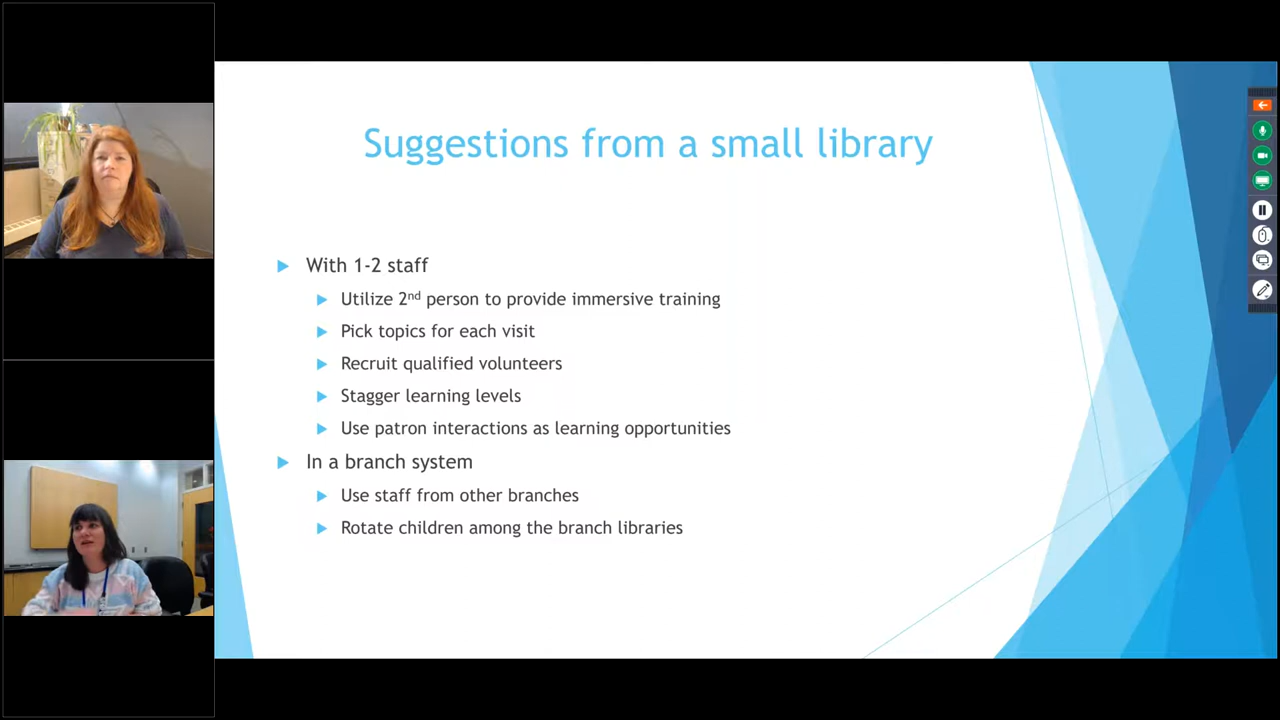 Suggestions from a small library
With 1-2 staff
Utilize 2nd person to provide immersive training
Pick topics for each visit
Recruit qualified volunteers
Stagger learning levels
Use patron interactions as learning opportunities
In a branch system
Use staff from other branches
Rotate children among the branch libraries